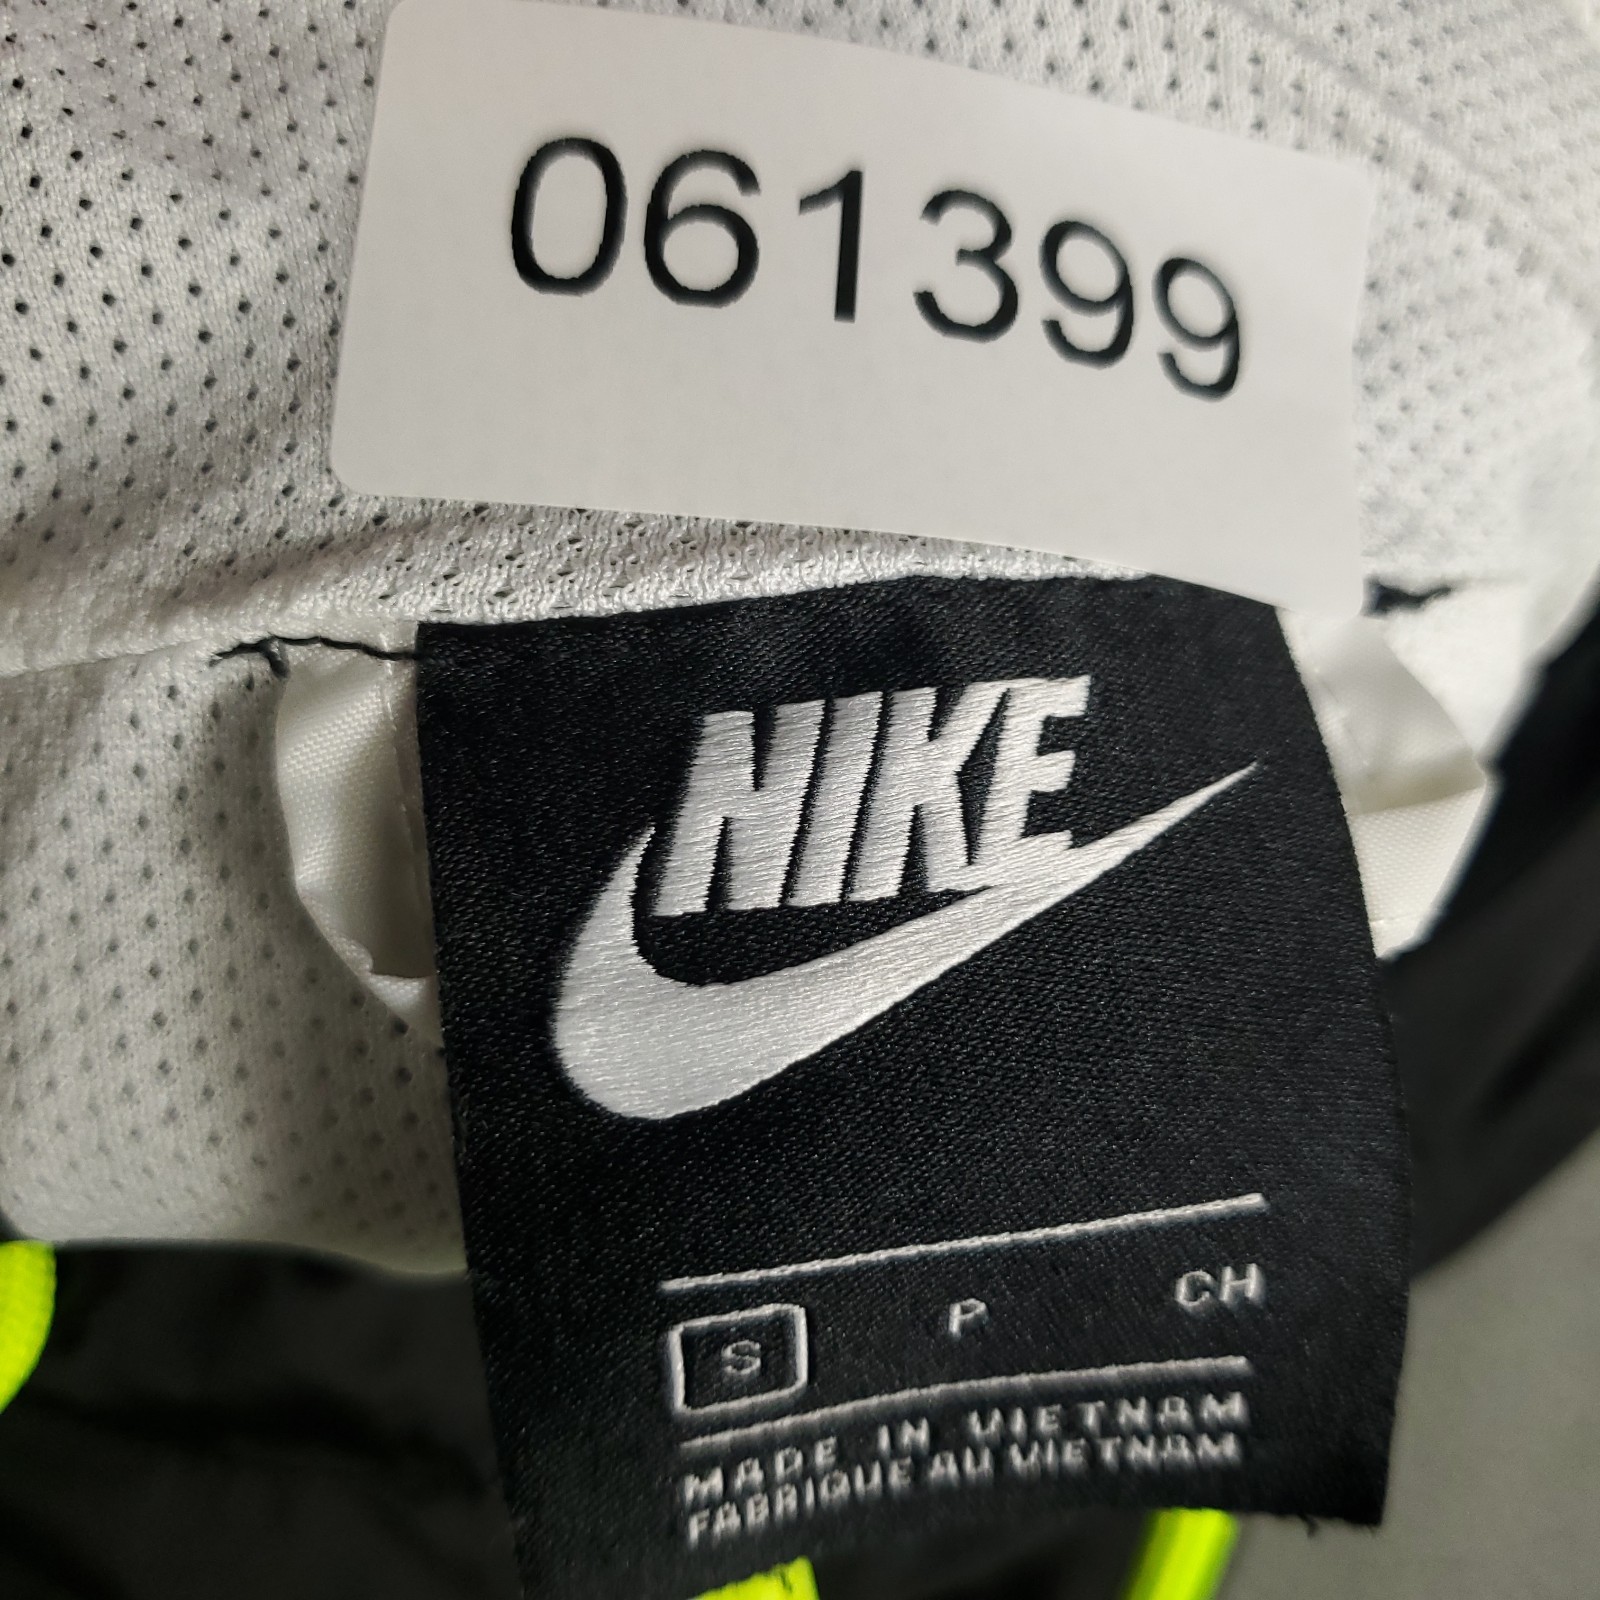 061399
NIKE
S P CH
MADE IN VIETNAM
FABRIQUE AU VIETNAM